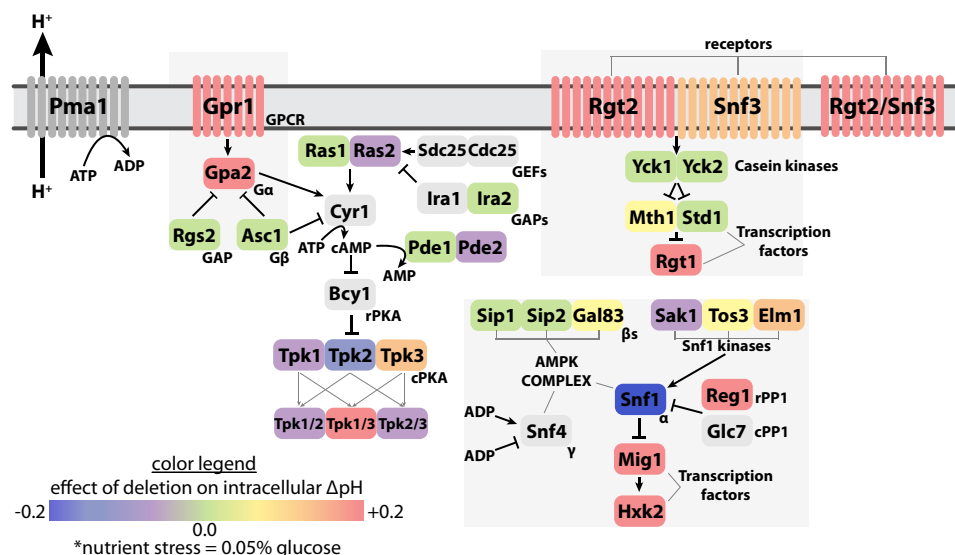 H+
receptors
Pma1
Gpr1
Rgt2
Snf3
Rgt2/Snf3
GPCR
ATP
ADP
H+
Ras1
Ras2
Sdc25
Cdc25
GEFs
Yck1
Yck2
Casein kinases
Gpa2
Gα
Ira1
Ira2
GAPs
Cyr1
Mth1
Std1
Rgs2
GAP
Asc1
Gβ
ATP
cAMP
AMP
Pde1
Pde2
Transcription
factors
Rgt1
Bcy1
rPKA
Sip1
Sip2
Gal83
βs
Sak1
Tos3
Elm1
Snf1 kinases
Tpk1
Tpk2
Tpk3
cPKA
AMPK
COMPLEX
Snf1
α
Reg1
rPP1
Glc7
cPP1
Tpk1/2
Tpk1/3
Tpk2/3
ADP
ADP
Snf4
γ
Mig1
Transcription
factors
Hxk2
color legend
effect of deletion on intracellular ΔpH
-0.2
+0.2
0.0
*nutrient stress = 0.05% glucose